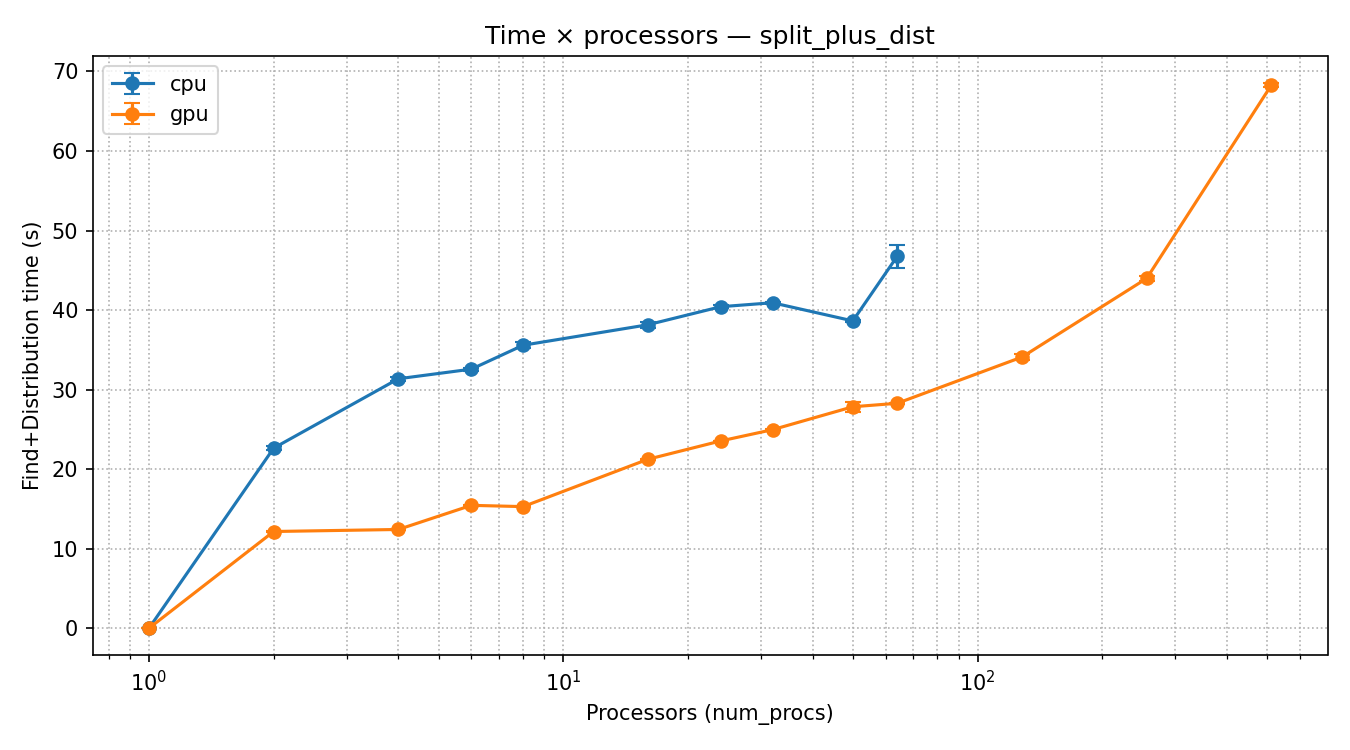 Time × processors — split_plus_dist
cpu
gpu
Find+Distribution time (s)
70
60
50
40
30
20
10
0
10⁰ 10¹ 10²
Processors (num_procs)